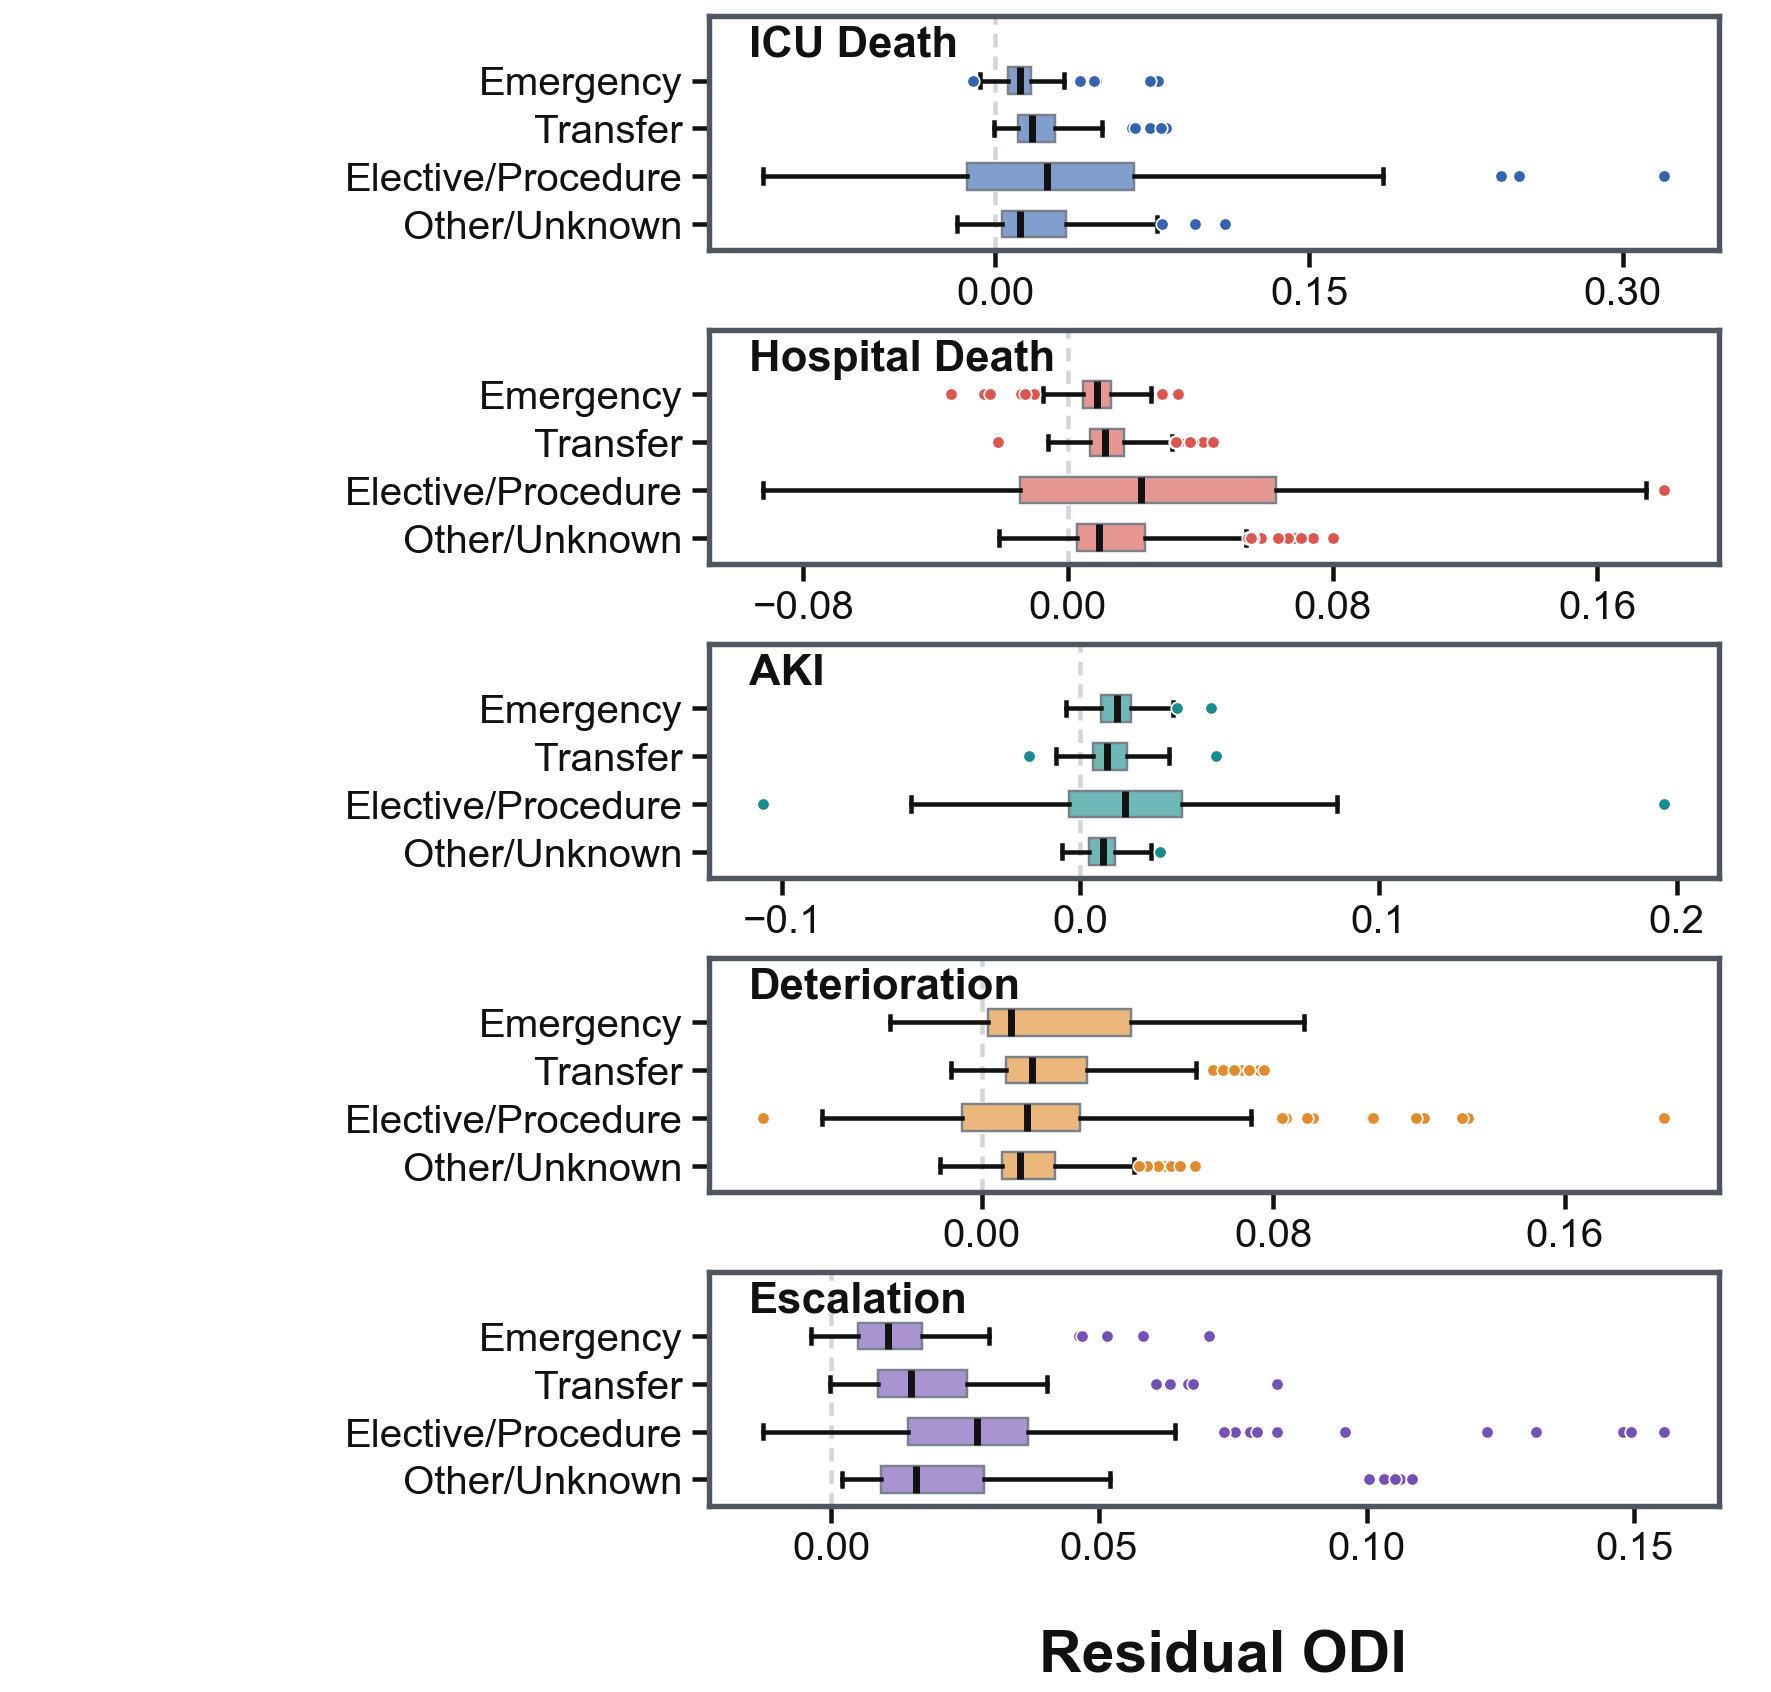 ICU Death
Emergency
Transfer
Elective/Procedure
Other/Unknown
0.00 0.15 0.30
Hospital Death
Emergency
Transfer
Elective/Procedure
Other/Unknown
−0.08 0.00 0.08 0.16
AKI
Emergency
Transfer
Elective/Procedure
Other/Unknown
−0.1 0.0 0.1 0.2
Deterioration
Emergency
Transfer
Elective/Procedure
Other/Unknown
0.00 0.08 0.16
Escalation
Emergency
Transfer
Elective/Procedure
Other/Unknown
0.00 0.05 0.10 0.15
Residual ODI